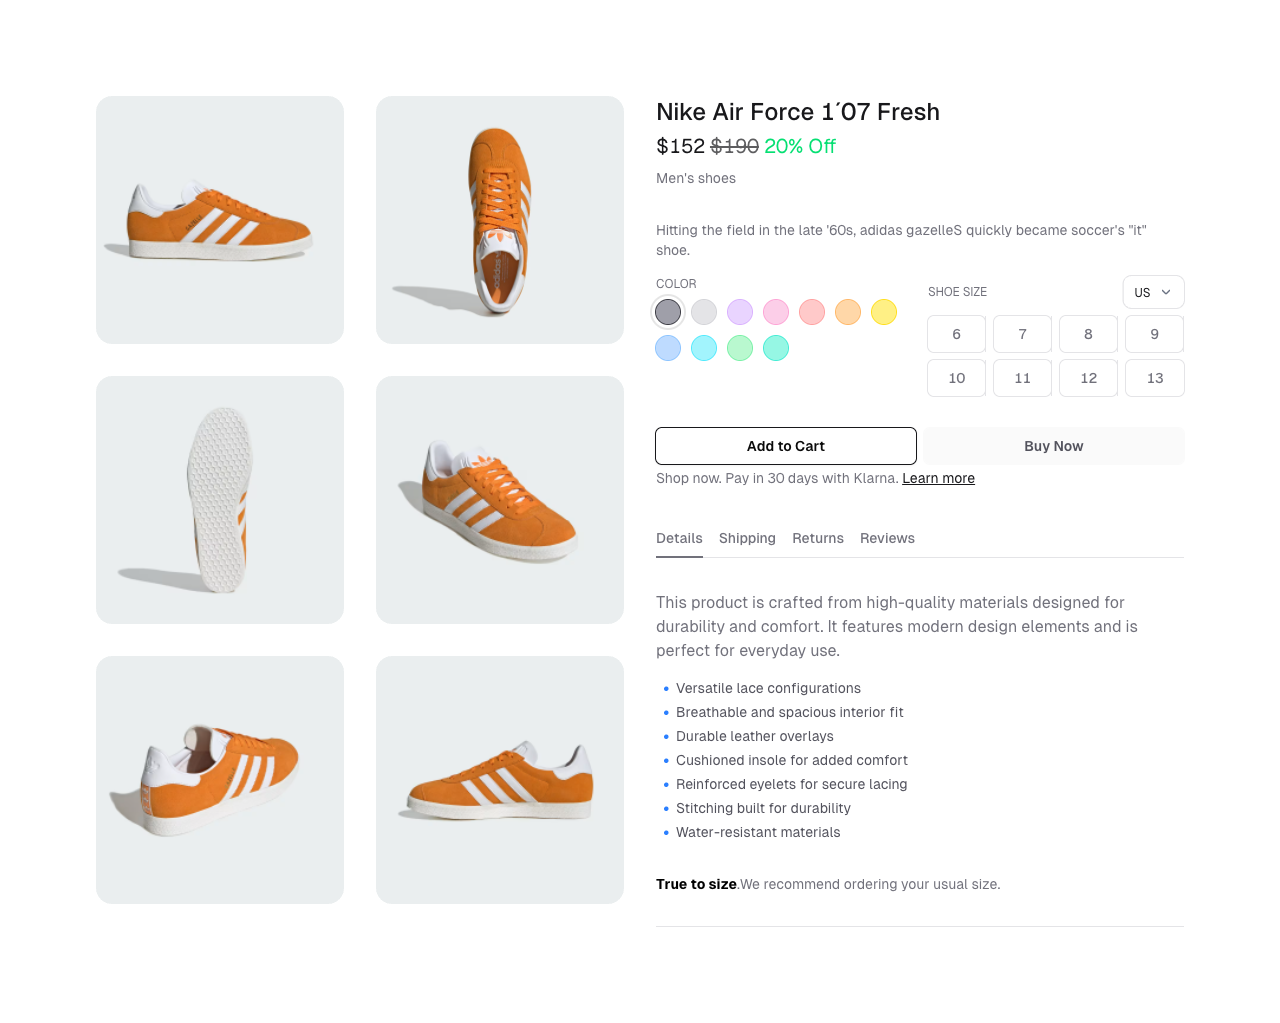 Nike Air Force 1´07 Fresh
$152 $190 20% Off
Men's shoes
Hitting the field in the late '60s, adidas gazelleS quickly became soccer's "it"
shoe.
COLOR
SHOE SIZE
US
6 7 8 9
10 11 12 13
Add to Cart
Buy Now
Shop now. Pay in 30 days with Klarna. Learn more
Details Shipping Returns Reviews
This product is crafted from high-quality materials designed for
durability and comfort. It features modern design elements and is
perfect for everyday use.
Versatile lace configurations
Breathable and spacious interior fit
Durable leather overlays
Cushioned insole for added comfort
Reinforced eyelets for secure lacing
Stitching built for durability
Water-resistant materials
True to size.We recommend ordering your usual size.
adidas